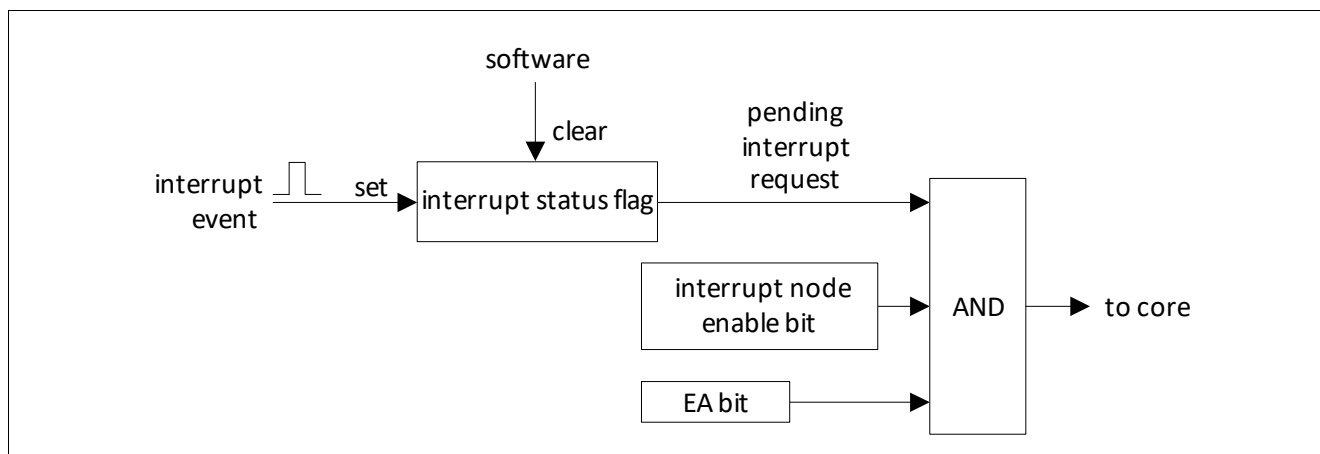 software
clear
pending
interrupt
request
interrupt
event
set
interrupt status flag
interrupt node
enable bit
AND
to core
EA bit